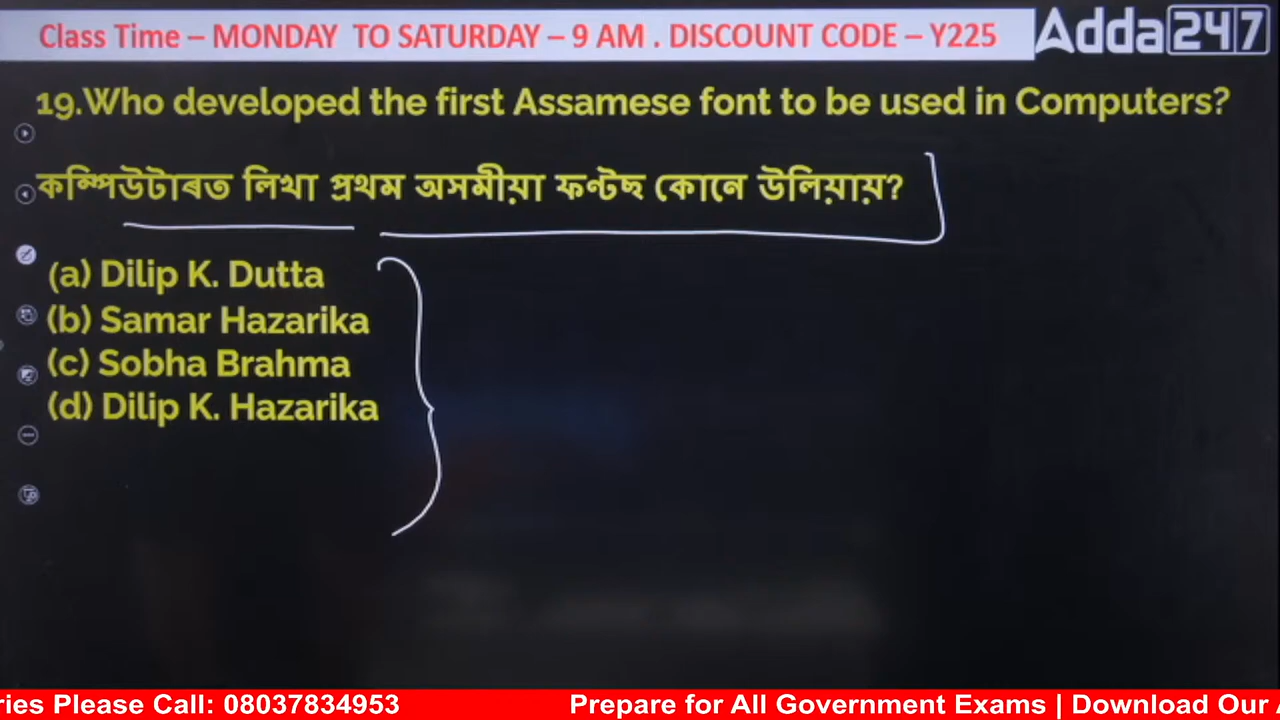 Class Time – MONDAY TO SATURDAY – 9 AM . DISCOUNT CODE – Y225
Adda247
19.Who developed the first Assamese font to be used in Computers?
কম্পিউটাৰত লিখা প্ৰথম অসমীয়া ফণ্টছ কোনে উলিয়ায়?
(a) Dilip K. Dutta
(b) Samar Hazarika
(c) Sobha Brahma
(d) Dilip K. Hazarika
ries Please Call: 08037834953 Prepare for All Government Exams | Download Our A